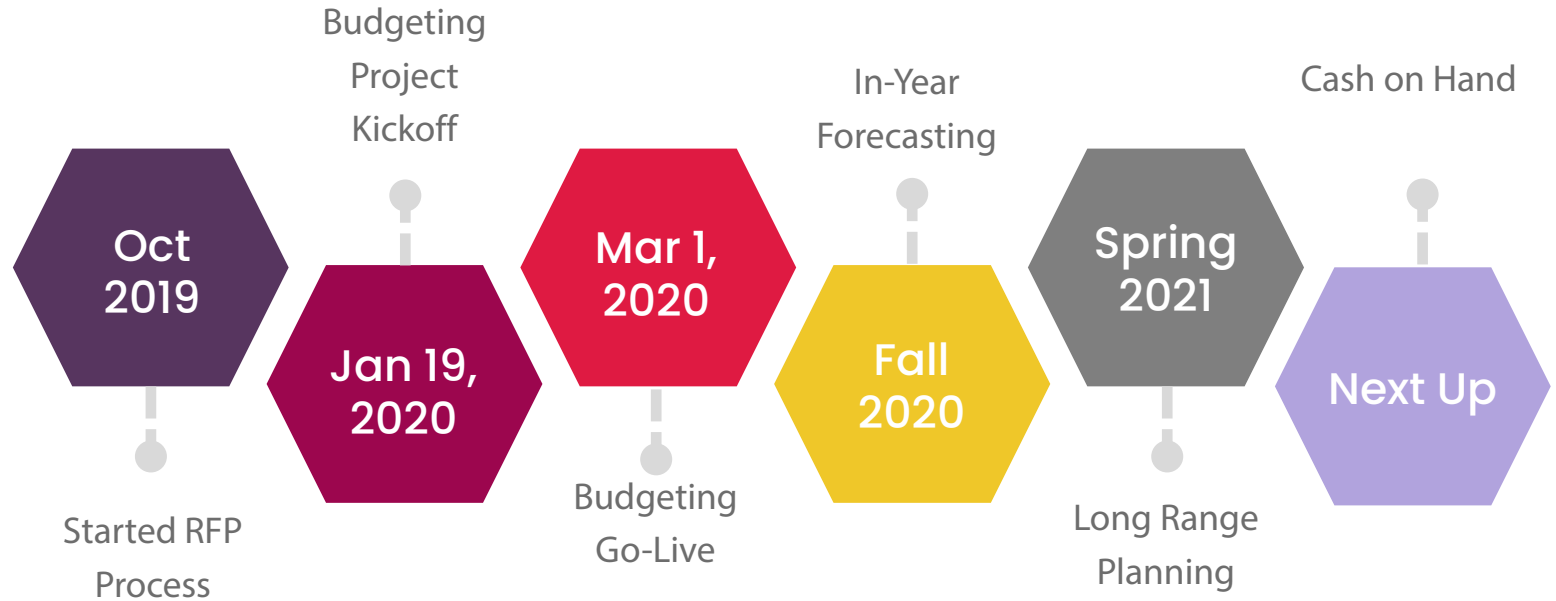 Oct
2019
Started RFP
Process
Budgeting
Project
Kickoff
Jan 19,
2020
Mar 1,
2020
Budgeting
Go-Live
In-Year
Forecasting
Fall
2020
Spring
2021
Long Range
Planning
Cash on Hand
Next Up